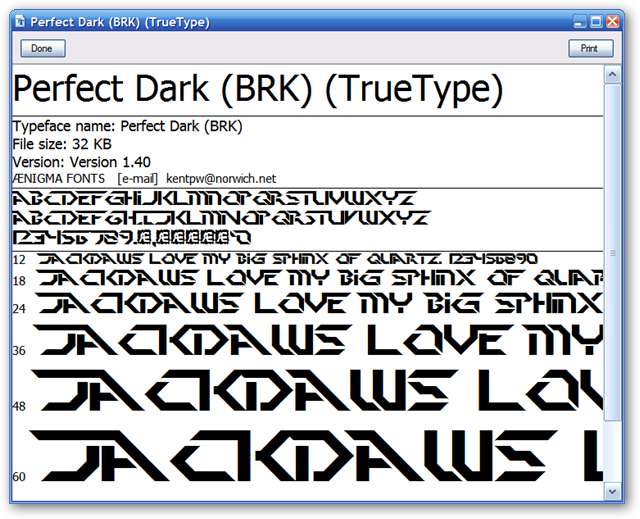 Perfect Dark (BRK) (TrueType)
Done Print
Perfect Dark (BRK) (TrueType)
Typeface name: Perfect Dark (BRK)
File size: 32 KB
Version: Version 1.40
ÆNIGMA FONTS [e-mail] kentpw@norwich.net
ABCDEFGHIJKLMNOPQRSTUVWXYZ
ABCDEFGHIJKLMNOPQRSTUVWXYZ
123456789.
12 JACKDAWS LOVE MY BIG SPHINX OF QUARTZ. 1234567890
18 JACKDAWS LOVE MY BIG SPHINX OF QUAR
24 JACKDAWS LOVE MY BIG SPHINX
36 JACKDAWS LOVE MY
48 JACKDAWS LOV
60 JACKDAWS L